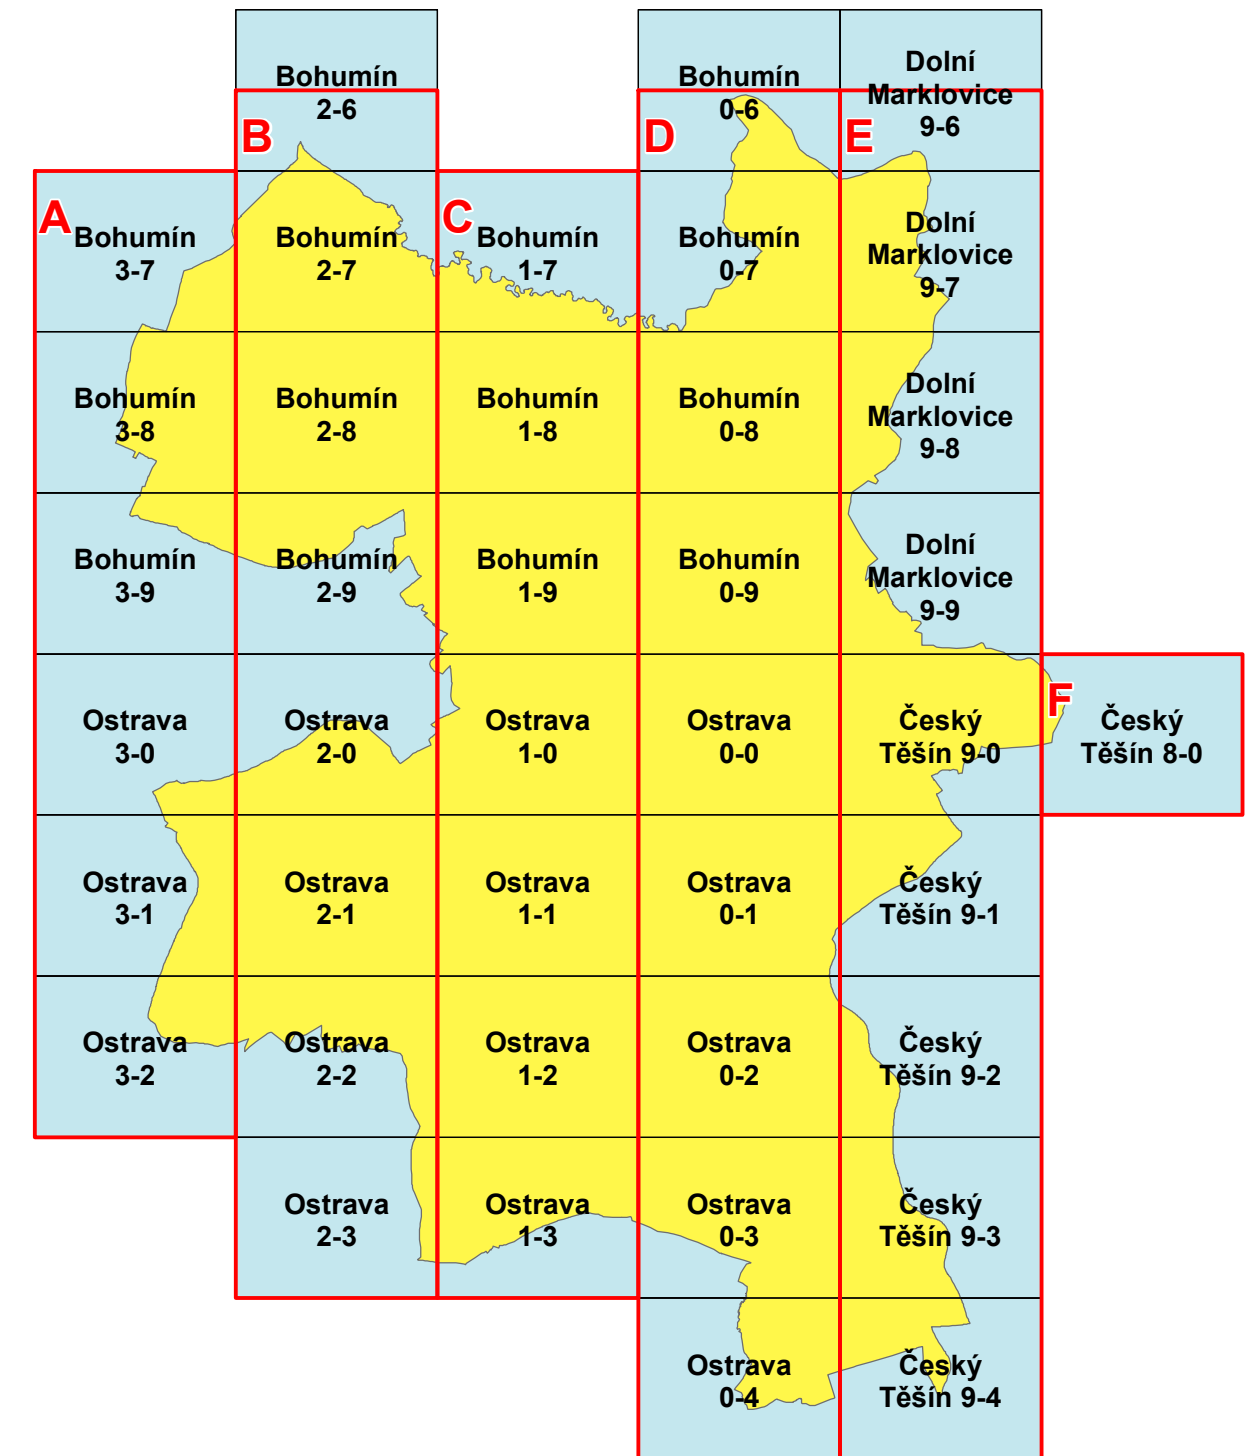 Bohumín
2-6
Bohumín
0-6
Dolní
Marklovice
9-6
B
D
E
A
Bohumín
3-7
Bohumín
2-7
C
Bohumín
1-7
Bohumín
0-7
Dolní
Marklovice
9-7
Bohumín
3-8
Bohumín
2-8
Bohumín
1-8
Bohumín
0-8
Dolní
Marklovice
9-8
Bohumín
3-9
Bohumín
2-9
Bohumín
1-9
Bohumín
0-9
Dolní
Marklovice
9-9
Ostrava
3-0
Ostrava
2-0
Ostrava
1-0
Ostrava
0-0
Český
Těšín 9-0
F
Český
Těšín 8-0
Ostrava
3-1
Ostrava
2-1
Ostrava
1-1
Ostrava
0-1
Český
Těšín 9-1
Ostrava
3-2
Ostrava
2-2
Ostrava
1-2
Ostrava
0-2
Český
Těšín 9-2
Ostrava
2-3
Ostrava
1-3
Ostrava
0-3
Český
Těšín 9-3
Ostrava
0-4
Český
Těšín 9-4